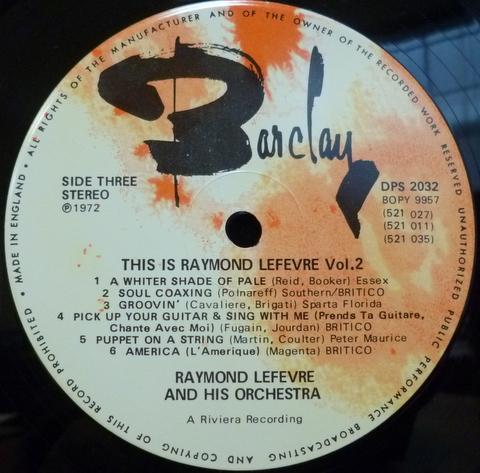 ALL RIGHTS OF THE MANUFACTURER AND OF THE OWNER OF THE RECORDED WORK RESERVED UNAUTHORIZED PUBLIC PERFORMANCE BROADCASTING AND COPYING OF THIS RECORD PROHIBITED • MADE IN ENGLAND •
Barclay
SIDE THREE
STEREO
℗1972
DPS 2032
BOPY 9957
(521 027)
(521 011)
(521 035)
THIS IS RAYMOND LEFEVRE Vol.2
1 A WHITER SHADE OF PALE (Reid, Booker) Essex
2 SOUL COAXING (Polnareff) Southern/BRITICO
3 GROOVIN' (Cavaliere, Brigati) Sparta Florida
4 PICK UP YOUR GUITAR & SING WITH ME (Prends Ta Guitare,
Chante Avec Moi) (Fugain, Jourdan) BRITICO
5 PUPPET ON A STRING (Martin, Coulter) Peter Maurice
6 AMERICA (L'Amerique) (Magenta) BRITICO
RAYMOND LEFEVRE
AND HIS ORCHESTRA
A Riviera Recording